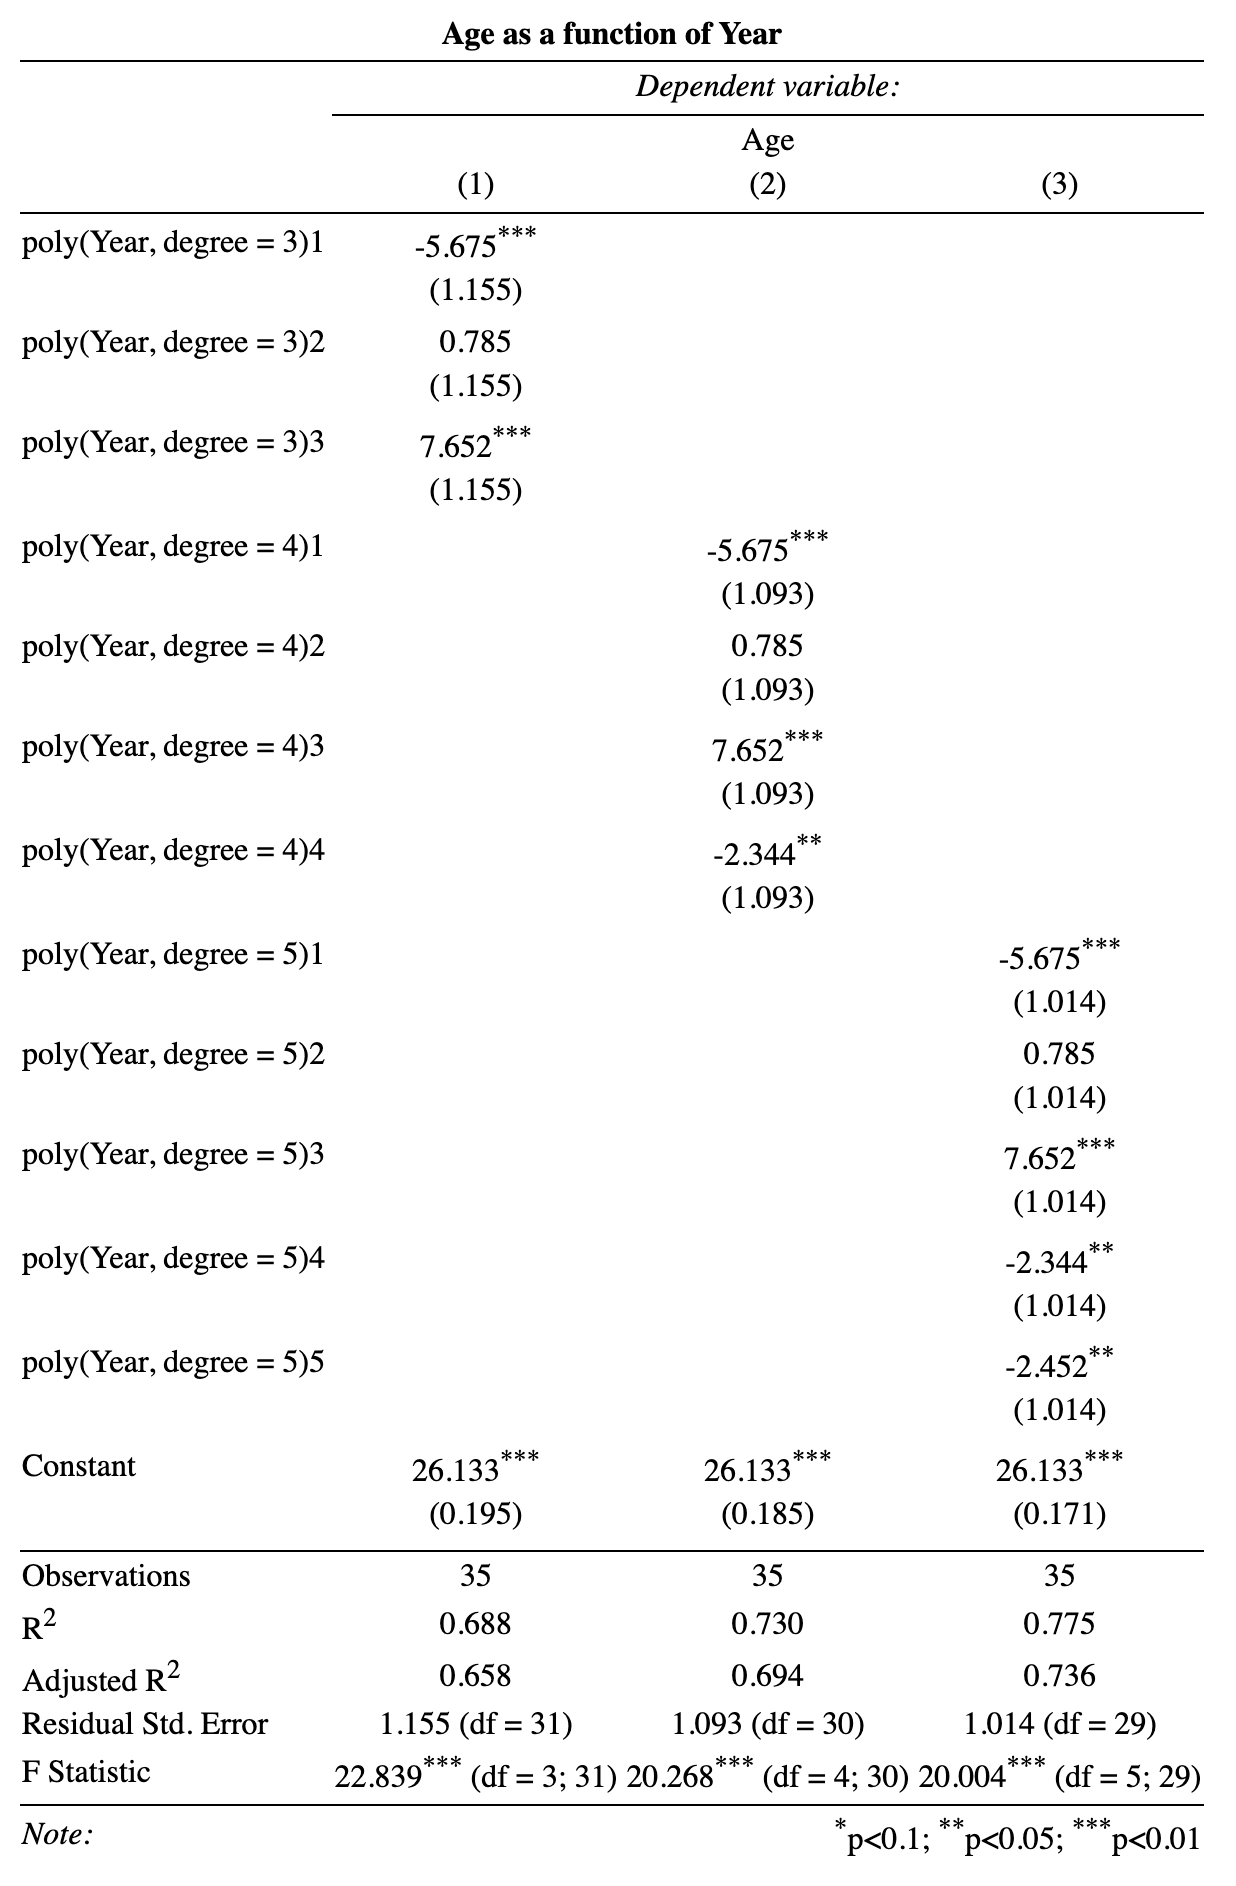 Age as a function of Year
Dependent variable:
Age
(1) (2) (3)
poly(Year, degree = 3)1 -5.675***
(1.155)
poly(Year, degree = 3)2 0.785
(1.155)
poly(Year, degree = 3)3 7.652***
(1.155)
poly(Year, degree = 4)1 -5.675***
(1.093)
poly(Year, degree = 4)2 0.785
(1.093)
poly(Year, degree = 4)3 7.652***
(1.093)
poly(Year, degree = 4)4 -2.344**
(1.093)
poly(Year, degree = 5)1 -5.675***
(1.014)
poly(Year, degree = 5)2 0.785
(1.014)
poly(Year, degree = 5)3 7.652***
(1.014)
poly(Year, degree = 5)4 -2.344**
(1.014)
poly(Year, degree = 5)5 -2.452**
(1.014)
Constant 26.133*** 26.133*** 26.133***
(0.195) (0.185) (0.171)
Observations 35 35 35
R2 0.688 0.730 0.775
Adjusted R2 0.658 0.694 0.736
Residual Std. Error 1.155 (df = 31) 1.093 (df = 30) 1.014 (df = 29)
F Statistic 22.839*** (df = 3; 31) 20.268*** (df = 4; 30) 20.004*** (df = 5; 29)
Note: *p<0.1; **p<0.05; ***p<0.01